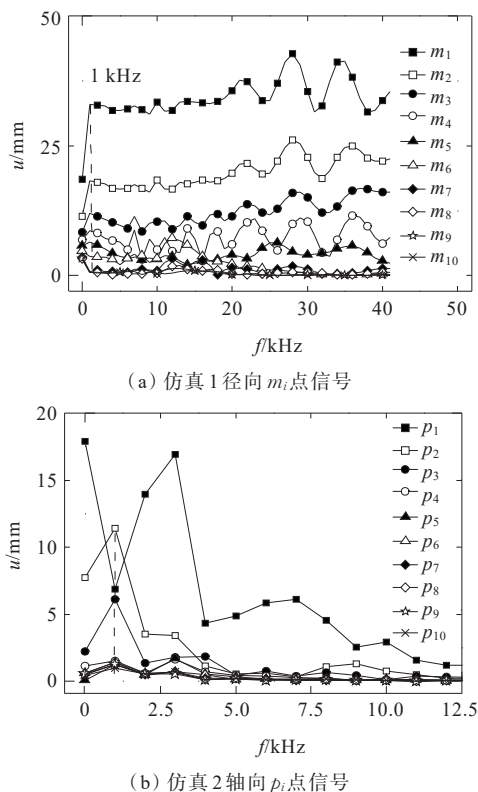 50
25
0
u/mm
1 kHz
m₁
m₂
m₃
m₄
m₅
m₆
m₇
m₈
m₉
m₁₀
0 10 20 30 40 50
f/kHz
（a）仿真1径向mᵢ点信号
20
15
10
5
0
u/mm
p₁
p₂
p₃
p₄
p₅
p₆
p₇
p₈
p₉
p₁₀
0 2.5 5.0 7.5 10.0 12.5
f/kHz
（b）仿真2轴向pᵢ点信号